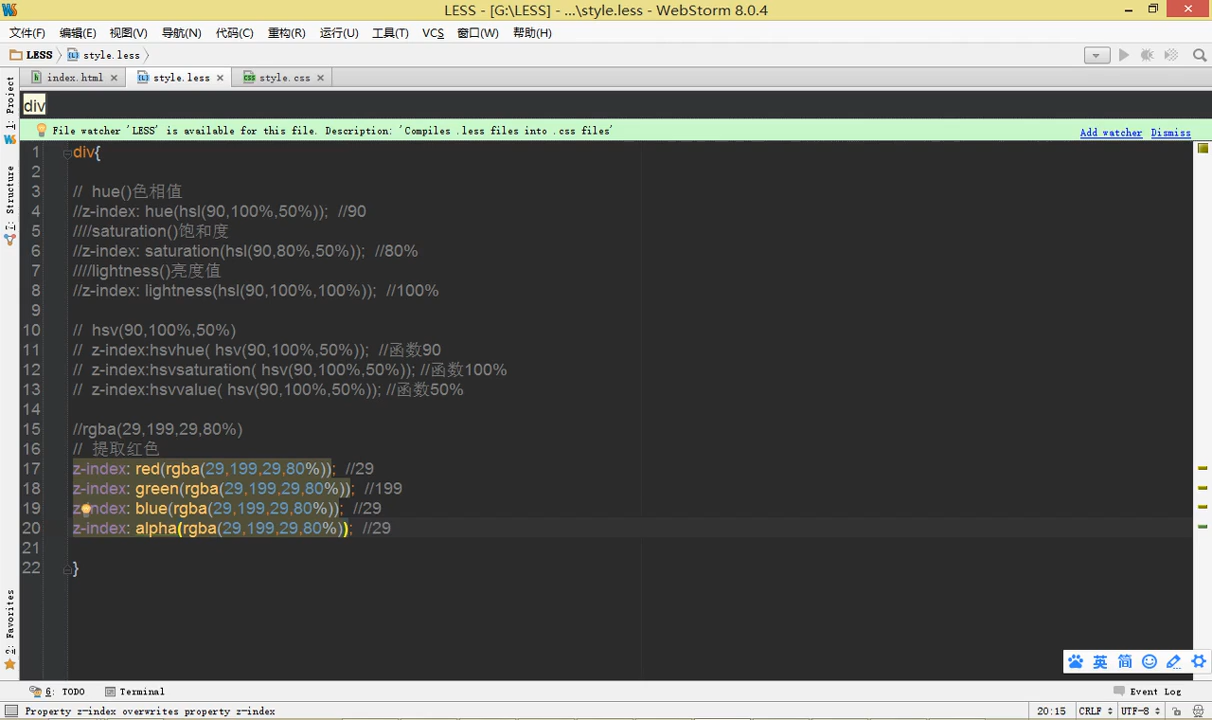 LESS - [G:\LESS] - ...\style.less - WebStorm 8.0.4
文件(F) 编辑(E) 视图(V) 导航(N) 代码(C) 重构(R) 运行(U) 工具(T) VCS 窗口(W) 帮助(H)
LESS style.less
index.html style.less style.css
1: Project
div
File watcher 'LESS' is available for this file. Description: 'Compiles .less files into .css files' Add watcher Dismiss
1 div{
2
3 // hue()色相值
4 //z-index: hue(hsl(90,100%,50%)); //90
5 ////saturation()饱和度
6 //z-index: saturation(hsl(90,80%,50%)); //80%
7 ////lightness()亮度值
8 //z-index: lightness(hsl(90,100%,100%)); //100%
9
10 // hsv(90,100%,50%)
11 // z-index:hsvhue( hsv(90,100%,50%)); //函数90
12 // z-index:hsvsaturation( hsv(90,100%,50%)); //函数100%
13 // z-index:hsvvalue( hsv(90,100%,50%)); //函数50%
14
15 //rgba(29,199,29,80%)
16 // 提取红色
17 z-index: red(rgba(29,199,29,80%)); //29
18 z-index: green(rgba(29,199,29,80%)); //199
19 z-index: blue(rgba(29,199,29,80%)); //29
20 z-index: alpha(rgba(29,199,29,80%)); //29
21
22 }
Structure
2: Favorites
英 简
6: TODO Terminal Event Log
Property z-index overwrites property z-index 20:15 CRLF UTF-8